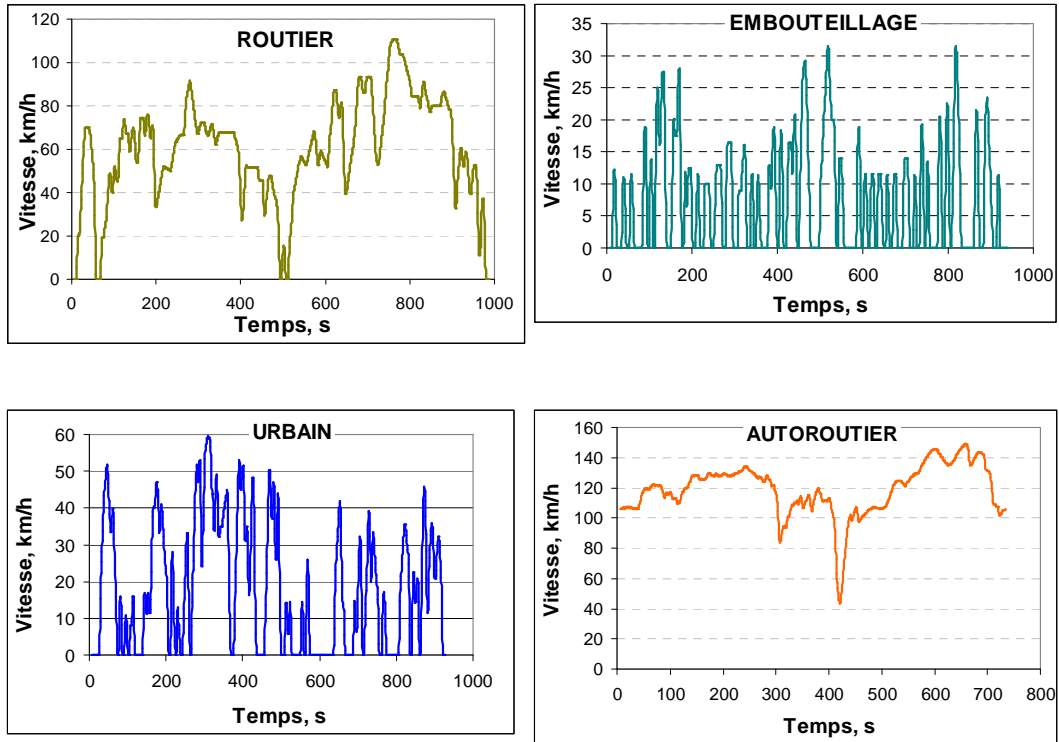 ROUTIER
Vitesse, km/h
120
100
80
60
40
20
0
0 200 400 600 800 1000
Temps, s
EMBOUTEILLAGE
Vitesse, km/h
35
30
25
20
15
10
5
0
0 200 400 600 800 1000
Temps, s
URBAIN
Vitesse, km/h
60
50
40
30
20
10
0
0 200 400 600 800 1000
Temps, s
AUTOROUTIER
Vitesse, km/h
160
140
120
100
80
60
40
20
0
0 100 200 300 400 500 600 700 800
Temps, s